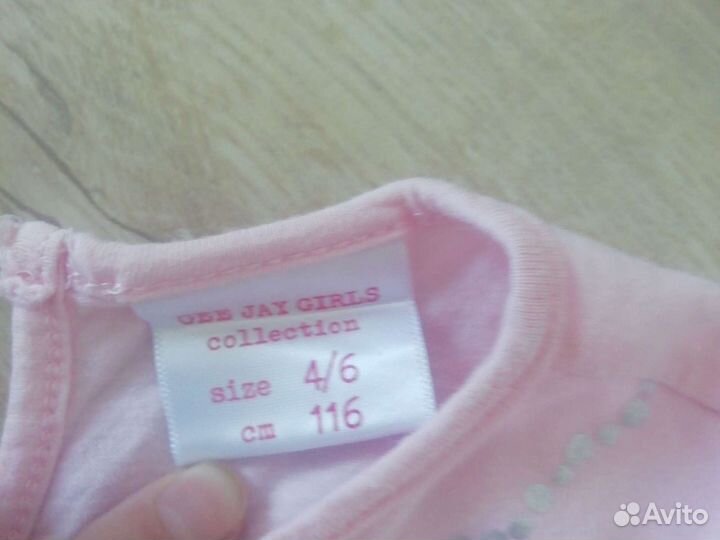 GEE JAY GIRLS
collection
size 4/6
cm 116
Avito